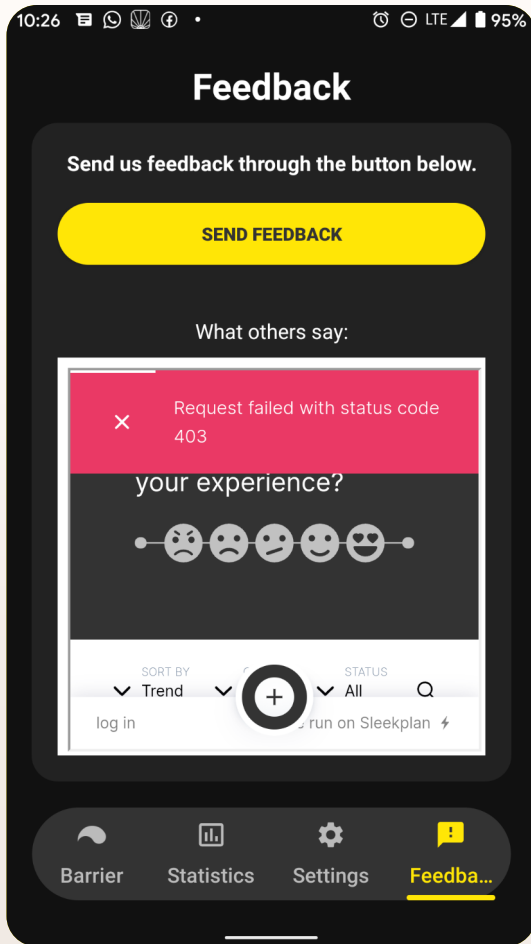 10:26
LTE 95%
Feedback
Send us feedback through the button below.
SEND FEEDBACK
What others say:
Request failed with status code
403
your experience?
SORT BY
STATUS
Trend
All
log in
run on Sleekplan
Barrier
Statistics
Settings
Feedba...